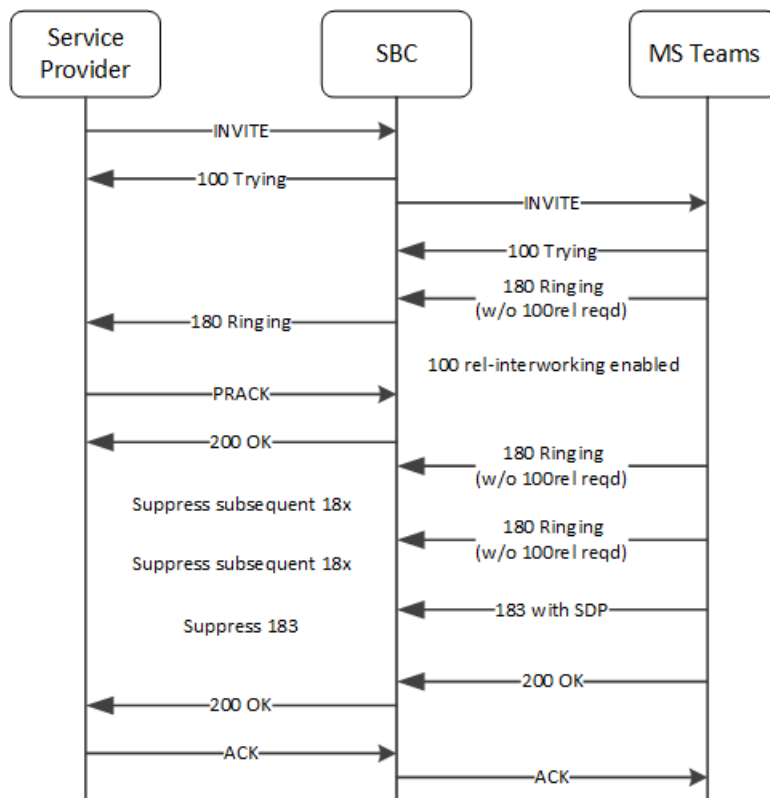 Service
Provider
SBC
MS Teams
INVITE
100 Trying
INVITE
100 Trying
180 Ringing
(w/o 100rel reqd)
180 Ringing
100 rel-interworking enabled
PRACK
200 OK
180 Ringing
(w/o 100rel reqd)
Suppress subsequent 18x
180 Ringing
(w/o 100rel reqd)
Suppress subsequent 18x
183 with SDP
Suppress 183
200 OK
200 OK
ACK
ACK